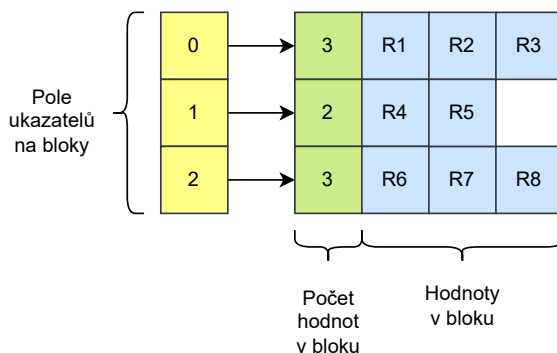 0 3 R1 R2 R3
Pole
ukazatelů
na bloky
1 2 R4 R5
2 3 R6 R7 R8
Počet
hodnot
v bloku
Hodnoty
v bloku